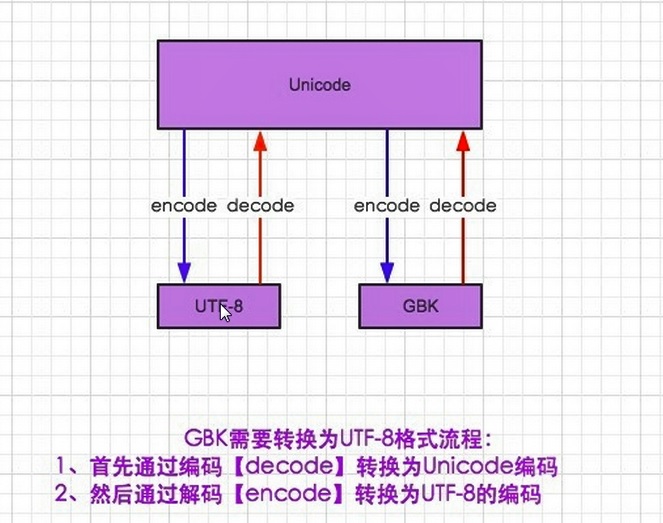 Unicode
encode decode encode decode
UTF-8 GBK
GBK需要转换为UTF-8格式流程：
1、首先通过编码【decode】转换为Unicode编码
2、然后通过解码【encode】转换为UTF-8的编码